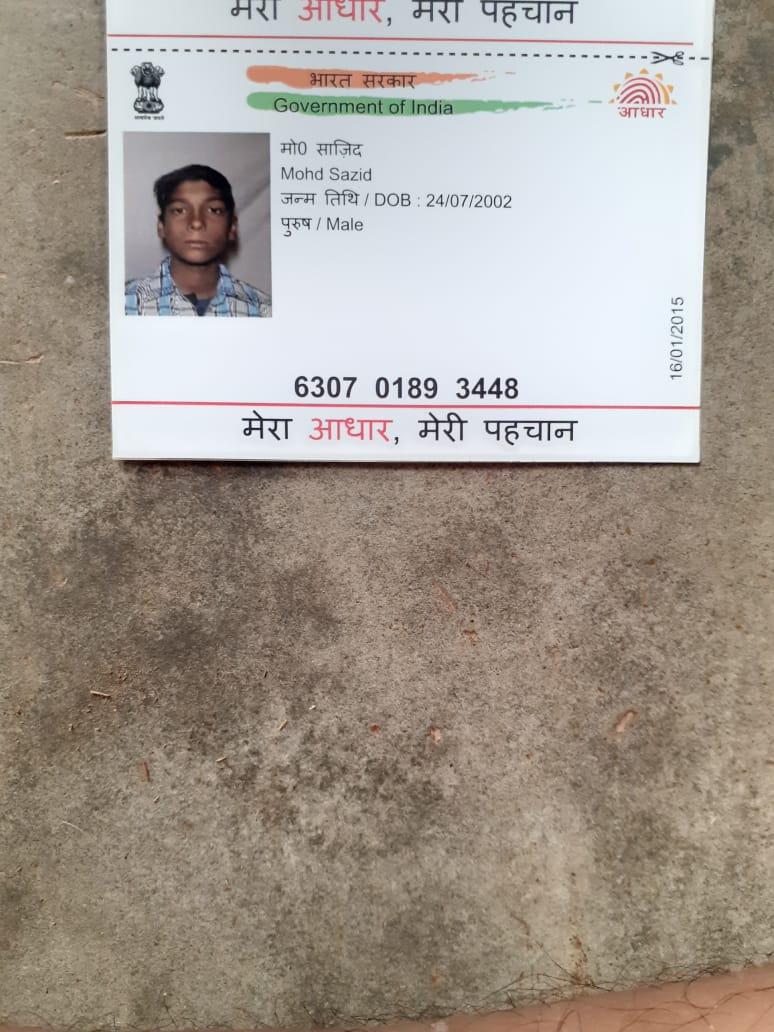 मेरा आधार, मेरी पहचान
भारत सरकार
Government of India
सत्यमेव जयते
आधार
मो0 साज़िद
Mohd Sazid
जन्म तिथि / DOB : 24/07/2002
पुरुष / Male
16/01/2015
6307 0189 3448
मेरा आधार, मेरी पहचान